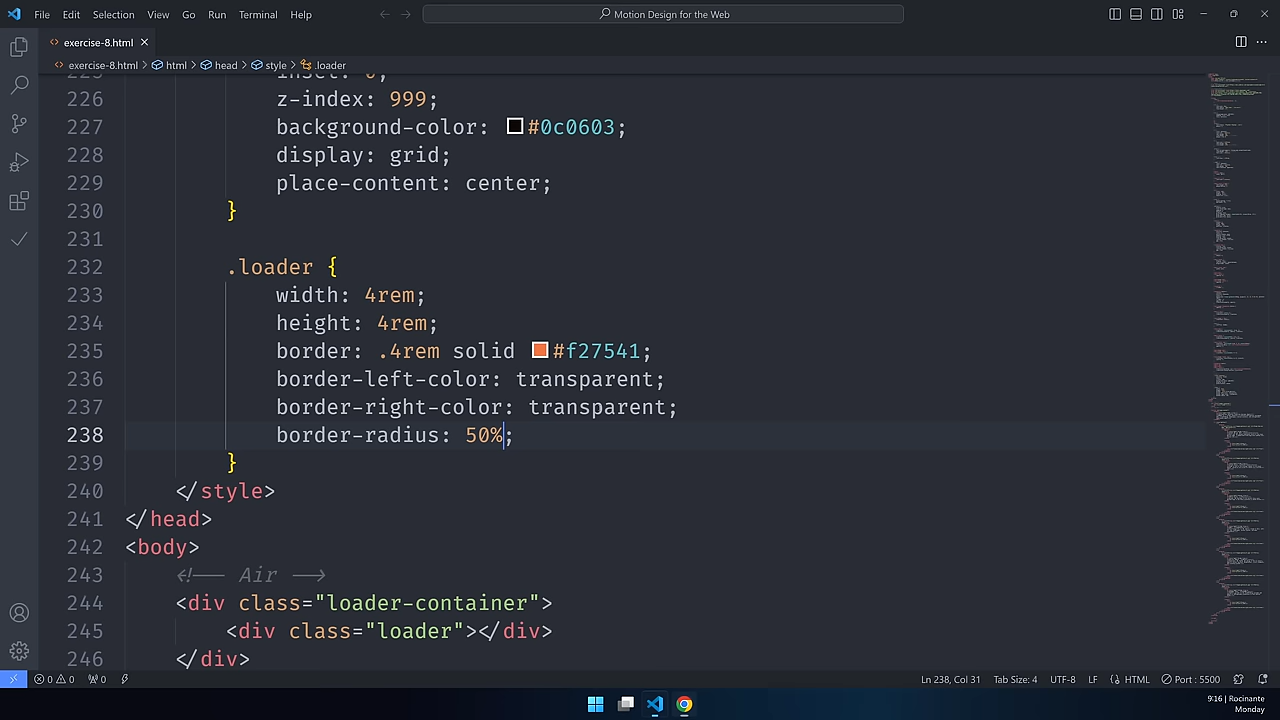 File Edit Selection View Go Run Terminal Help
Motion Design for the Web
exercise-8.html
exercise-8.html > html > head > style > .loader
225 inset: 0;
226 z-index: 999;
227 background-color: #0c0603;
228 display: grid;
229 place-content: center;
230 }
231
232 .loader {
233 width: 4rem;
234 height: 4rem;
235 border: .4rem solid #f27541;
236 border-left-color: transparent;
237 border-right-color: transparent;
238 border-radius: 50%;
239 }
240 </style>
241 </head>
242 <body>
243 <!-- Air -->
244 <div class="loader-container">
245 <div class="loader"></div>
246 </div>
0 0 0 Ln 238, Col 31 Tab Size: 4 UTF-8 LF HTML Port : 5500
9:16 | Rocinante
Monday